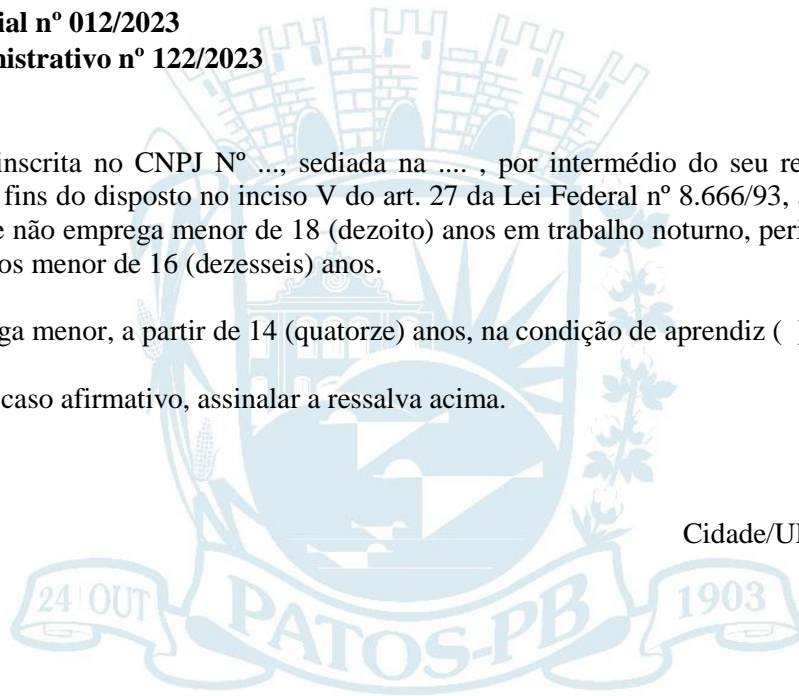 ial nº 012/2023
nistrativo nº 122/2023
inscrita no CNPJ Nº ..., sediada na .... , por intermédio do seu re
fins do disposto no inciso V do art. 27 da Lei Federal nº 8.666/93,
e não emprega menor de 18 (dezoito) anos em trabalho noturno, peri
os menor de 16 (dezesseis) anos.
ga menor, a partir de 14 (quatorze) anos, na condição de aprendiz ( )
caso afirmativo, assinalar a ressalva acima.
Cidade/U
24 OUT
PATOS-PB
1903